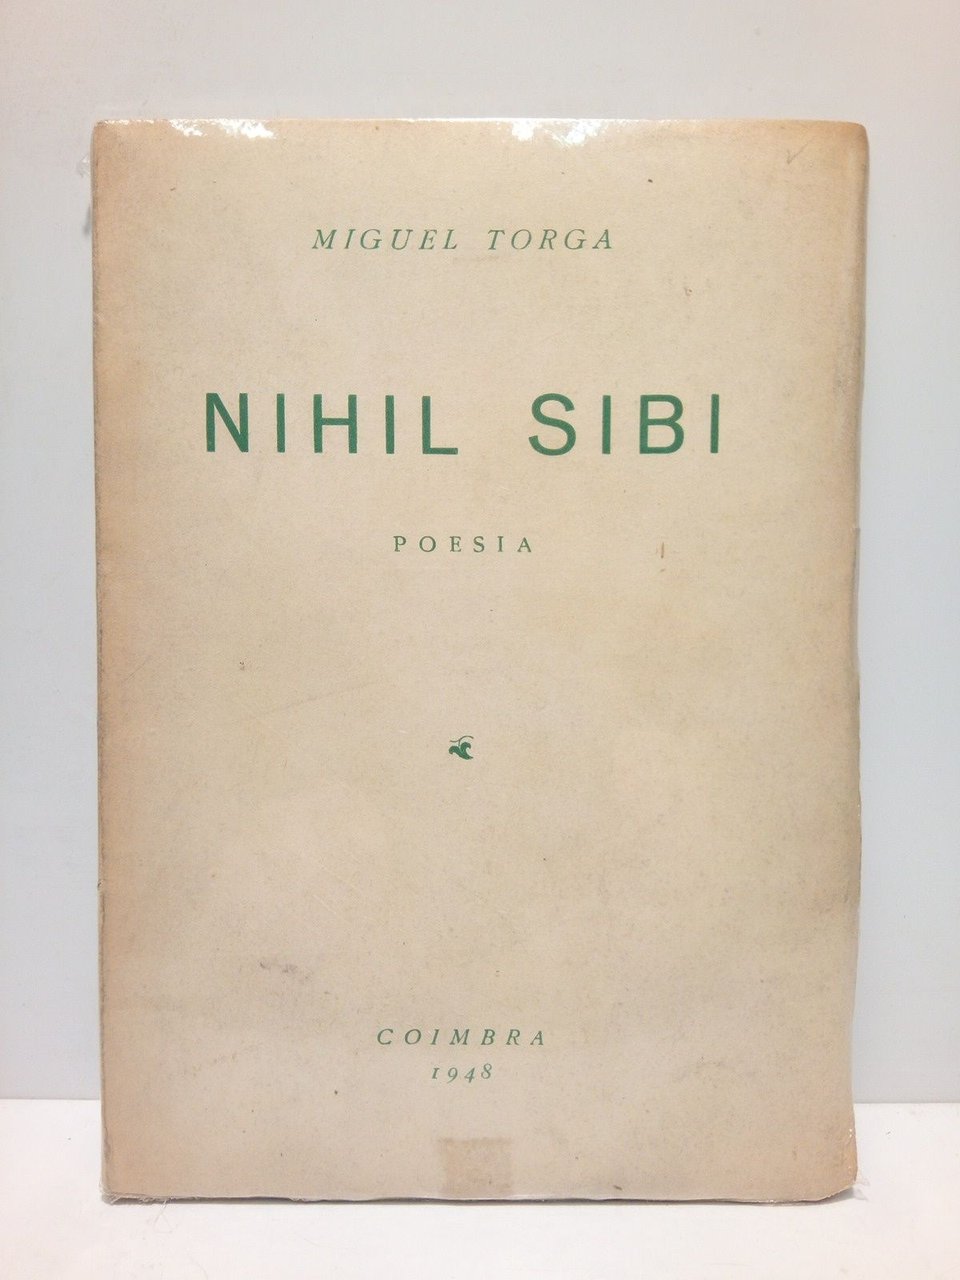 MIGUEL TORGA
NIHIL SIBI
POESIA
COIMBRA
1948